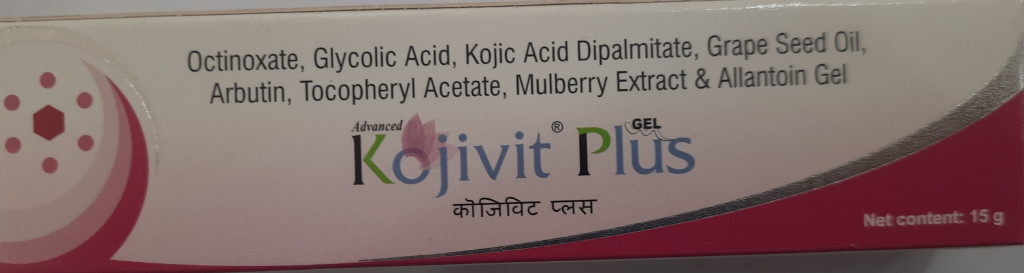 Octinoxate, Glycolic Acid, Kojic Acid Dipalmitate, Grape Seed Oil,
Arbutin, Tocopheryl Acetate, Mulberry Extract & Allantoin Gel
Advanced
Kojivit® Plus GEL
कॊजिविट प्लस
Net content: 15 g